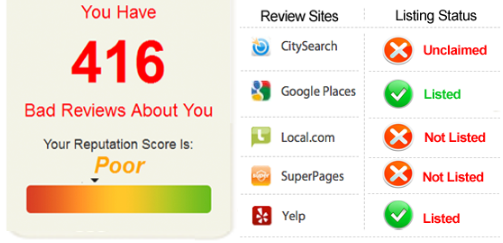 You Have
416
Bad Reviews About You
Your Reputation Score Is:
Poor
Review Sites Listing Status
CitySearch Unclaimed
Google Places Listed
Local.com Not Listed
SuperPages Not Listed
Yelp Listed